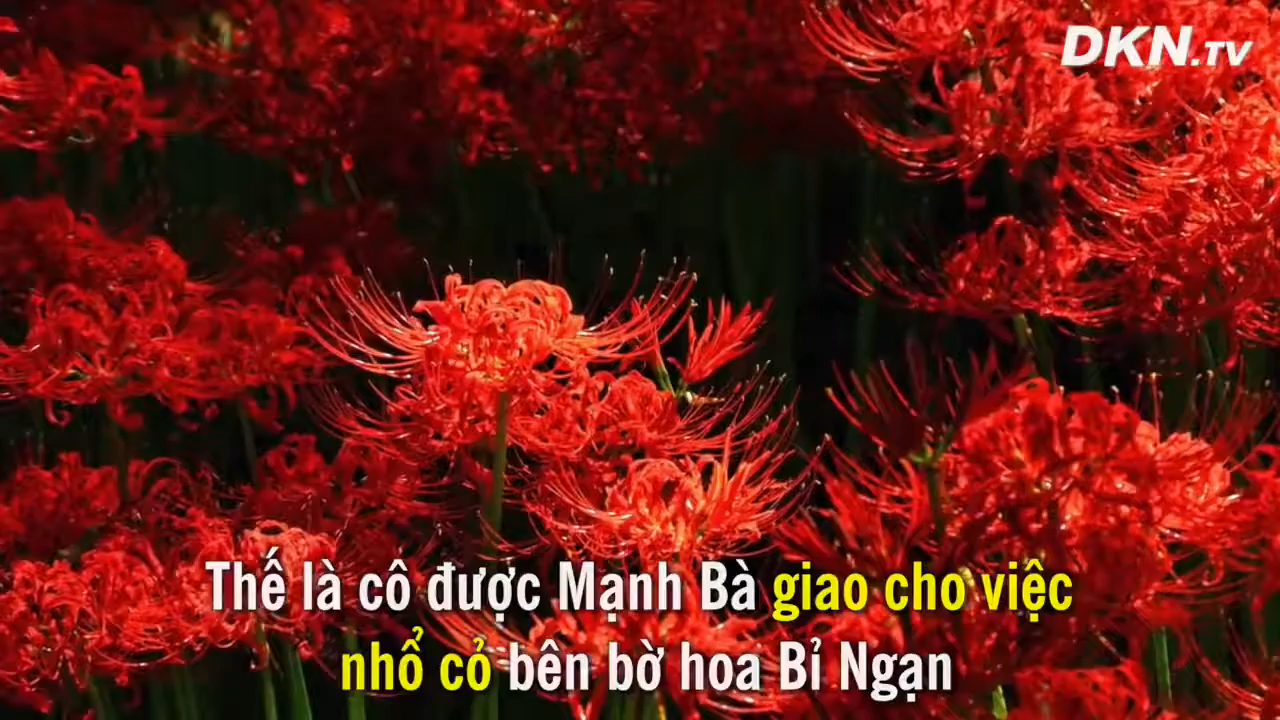 DKN.TV
Thế là cô được Mạnh Bà giao cho việc
nhổ cỏ bên bờ hoa Bỉ Ngạn